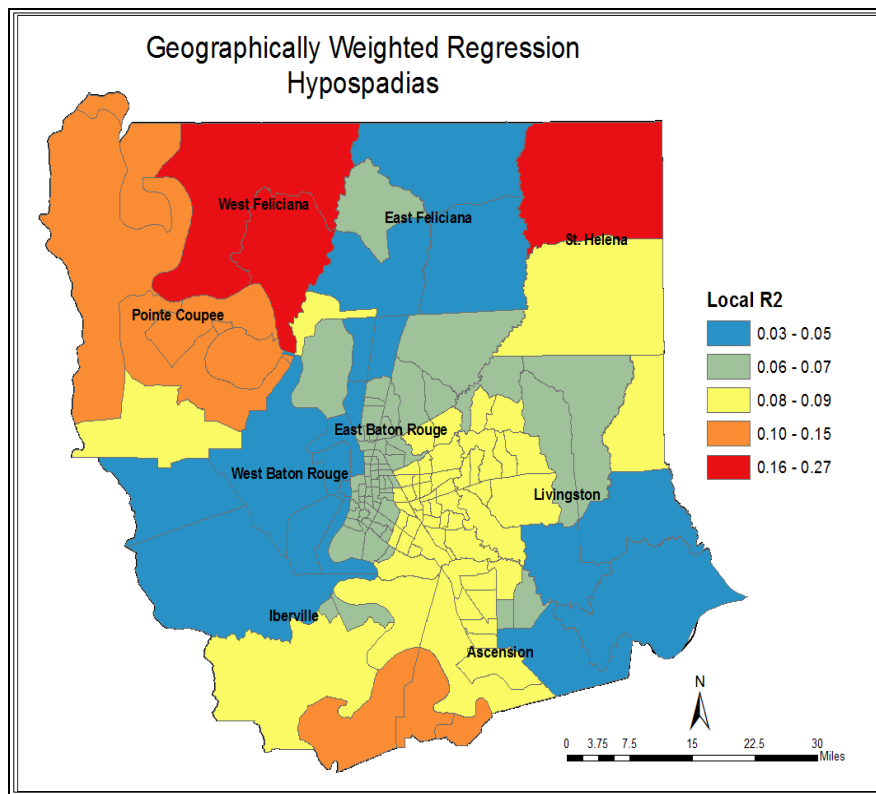 Geographically Weighted Regression
Hypospadias
West Feliciana
East Feliciana
St. Helena
Pointe Coupee
East Baton Rouge
West Baton Rouge
Livingston
Iberville
Ascension
Local R2
0.03 - 0.05
0.06 - 0.07
0.08 - 0.09
0.10 - 0.15
0.16 - 0.27
N
0 3.75 7.5 15 22.5 30
Miles